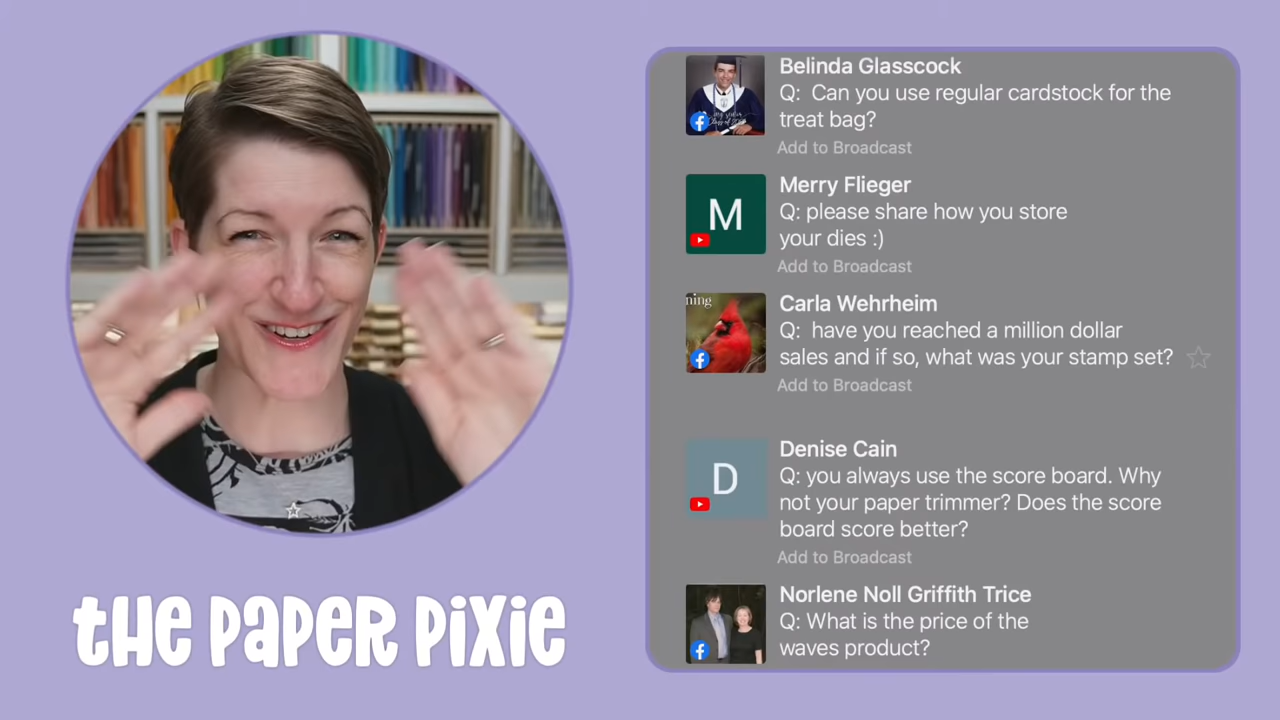 Belinda Glasscock
Q: Can you use regular cardstock for the
treat bag?
Add to Broadcast
M
Merry Flieger
Q: please share how you store
your dies :)
Add to Broadcast
ning
Carla Wehrheim
Q: have you reached a million dollar
sales and if so, what was your stamp set?
Add to Broadcast
D
Denise Cain
Q: you always use the score board. Why
not your paper trimmer? Does the score
board score better?
Add to Broadcast
Norlene Noll Griffith Trice
Q: What is the price of the
waves product?
the paper pixie